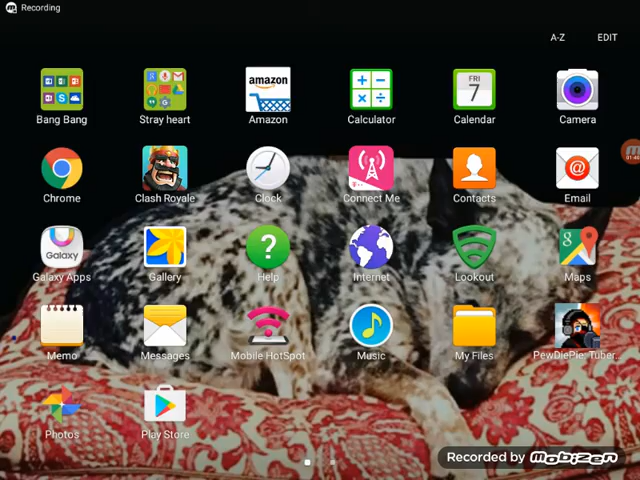 Recording
A-Z EDIT
Bang Bang Stray heart amazon Amazon Calculator FRI 7 Calendar Camera
01:46
Chrome Clash Royale Clock Connect Me Contacts Email
Galaxy Galaxy Apps Gallery Help Internet Lookout Maps
Memo Messages Mobile HotSpot Music My Files PewDiePie: Tuber...
Photos Play Store
Recorded by Mobizen